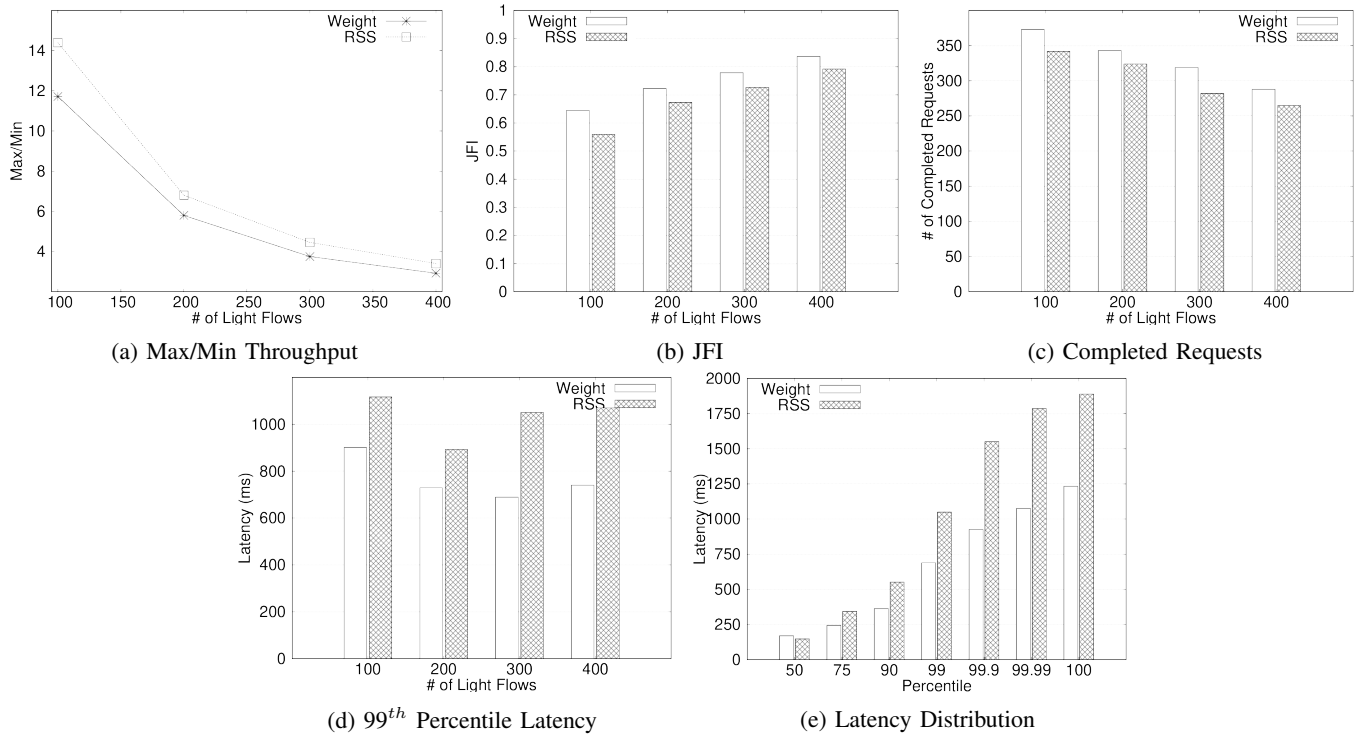 Weight
RSS
14
12
10
8
6
4
Max/Min
100 150 200 250 300 350 400
# of Light Flows
(a) Max/Min Throughput
Weight
RSS
1
0.9
0.8
0.7
0.6
0.5
0.4
0.3
0.2
0.1
0
JFI
100 200 300 400
# of Light Flows
(b) JFI
Weight
RSS
350
300
250
200
150
100
50
0
# of Completed Requests
100 200 300 400
# of Light Flows
(c) Completed Requests
Weight
RSS
1000
800
600
400
200
0
Latency (ms)
100 200 300 400
# of Light Flows
(d) 99th Percentile Latency
Weight
RSS
2000
1750
1500
1250
1000
750
500
250
0
Latency (ms)
50 75 90 99 99.9 99.99 100
Percentile
(e) Latency Distribution